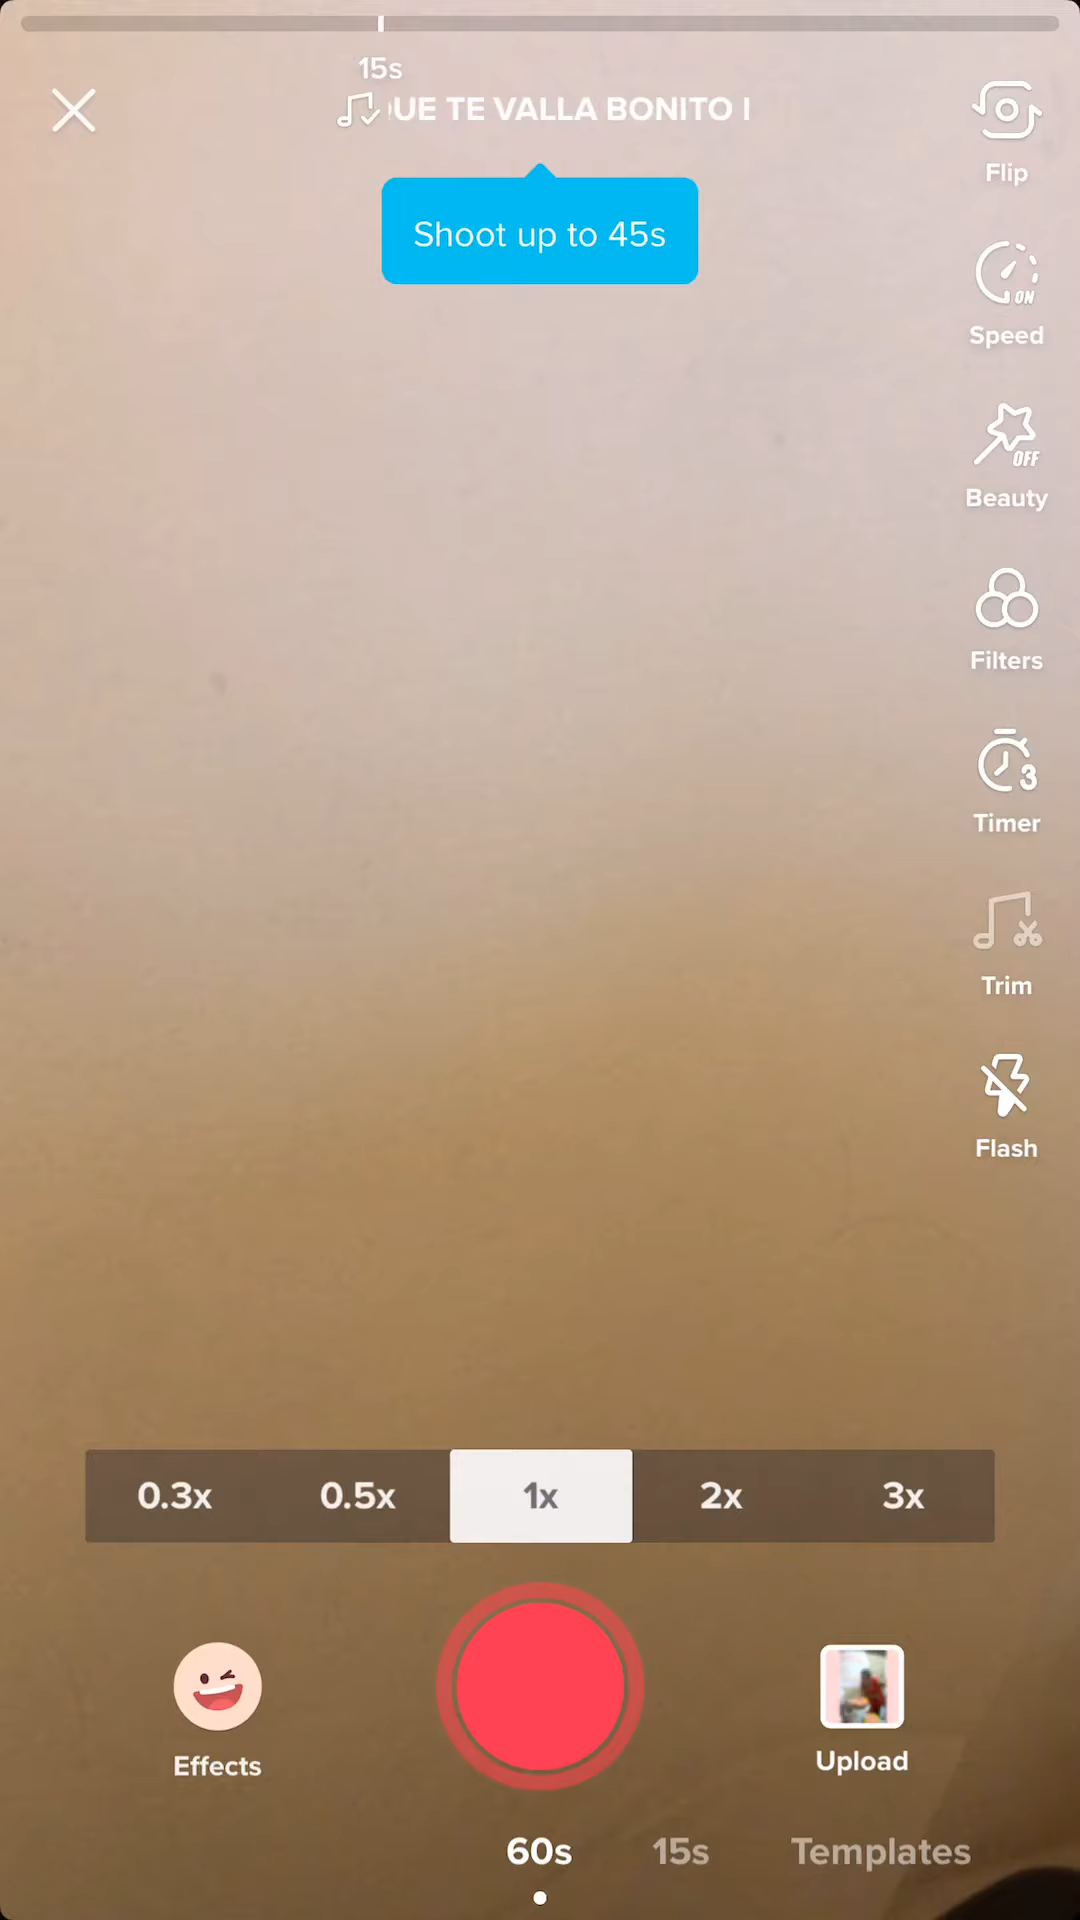 15s
UE TE VALLA BONITO I
Flip
Shoot up to 45s
ON
Speed
OFF
Beauty
Filters
3
Timer
Trim
Flash
0.3x 0.5x 1x 2x 3x
Effects
Upload
60s 15s Templates